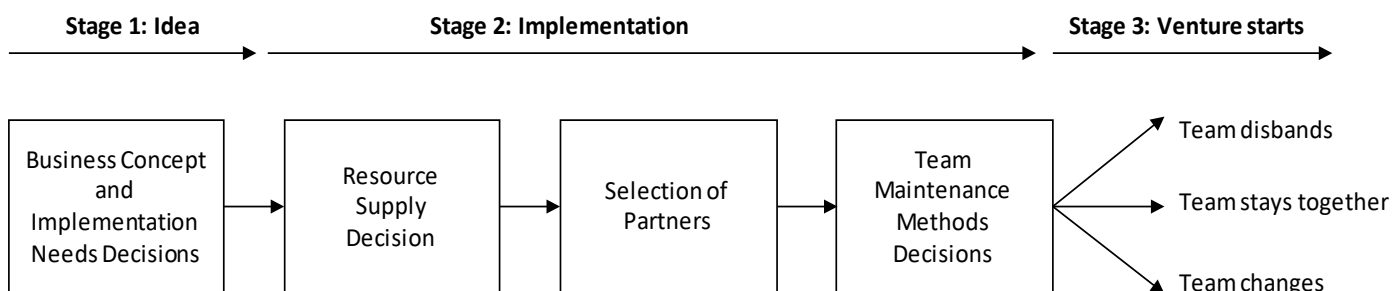 Stage 1: Idea
Stage 2: Implementation
Stage 3: Venture starts
Business Concept
and
Implementation
Needs Decisions
Resource
Supply
Decision
Selection of
Partners
Team
Maintenance
Methods
Decisions
Team disbands
Team stays together
Team changes